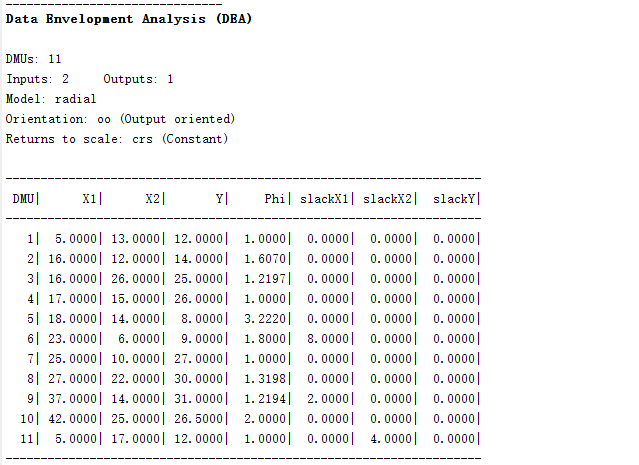 Data Envelopment Analysis (DEA)
DMUs: 11
Inputs: 2     Outputs: 1
Model: radial
Orientation: oo (Output oriented)
Returns to scale: crs (Constant)
DMU|      X1|      X2|       Y|     Phi| slackX1| slackX2|  slackY|
1|  5.0000| 13.0000| 12.0000|  1.0000|  0.0000|  0.0000|  0.0000|
2| 16.0000| 12.0000| 14.0000|  1.6070|  0.0000|  0.0000|  0.0000|
3| 16.0000| 26.0000| 25.0000|  1.2197|  0.0000|  0.0000|  0.0000|
4| 17.0000| 15.0000| 26.0000|  1.0000|  0.0000|  0.0000|  0.0000|
5| 18.0000| 14.0000|  8.0000|  3.2220|  0.0000|  0.0000|  0.0000|
6| 23.0000|  6.0000|  9.0000|  1.8000|  8.0000|  0.0000|  0.0000|
7| 25.0000| 10.0000| 27.0000|  1.0000|  0.0000|  0.0000|  0.0000|
8| 27.0000| 22.0000| 30.0000|  1.3198|  0.0000|  0.0000|  0.0000|
9| 37.0000| 14.0000| 31.0000|  1.2194|  2.0000|  0.0000|  0.0000|
10| 42.0000| 25.0000| 26.5000|  2.0000|  0.0000|  0.0000|  0.0000|
11|  5.0000| 17.0000| 12.0000|  1.0000|  0.0000|  4.0000|  0.0000|